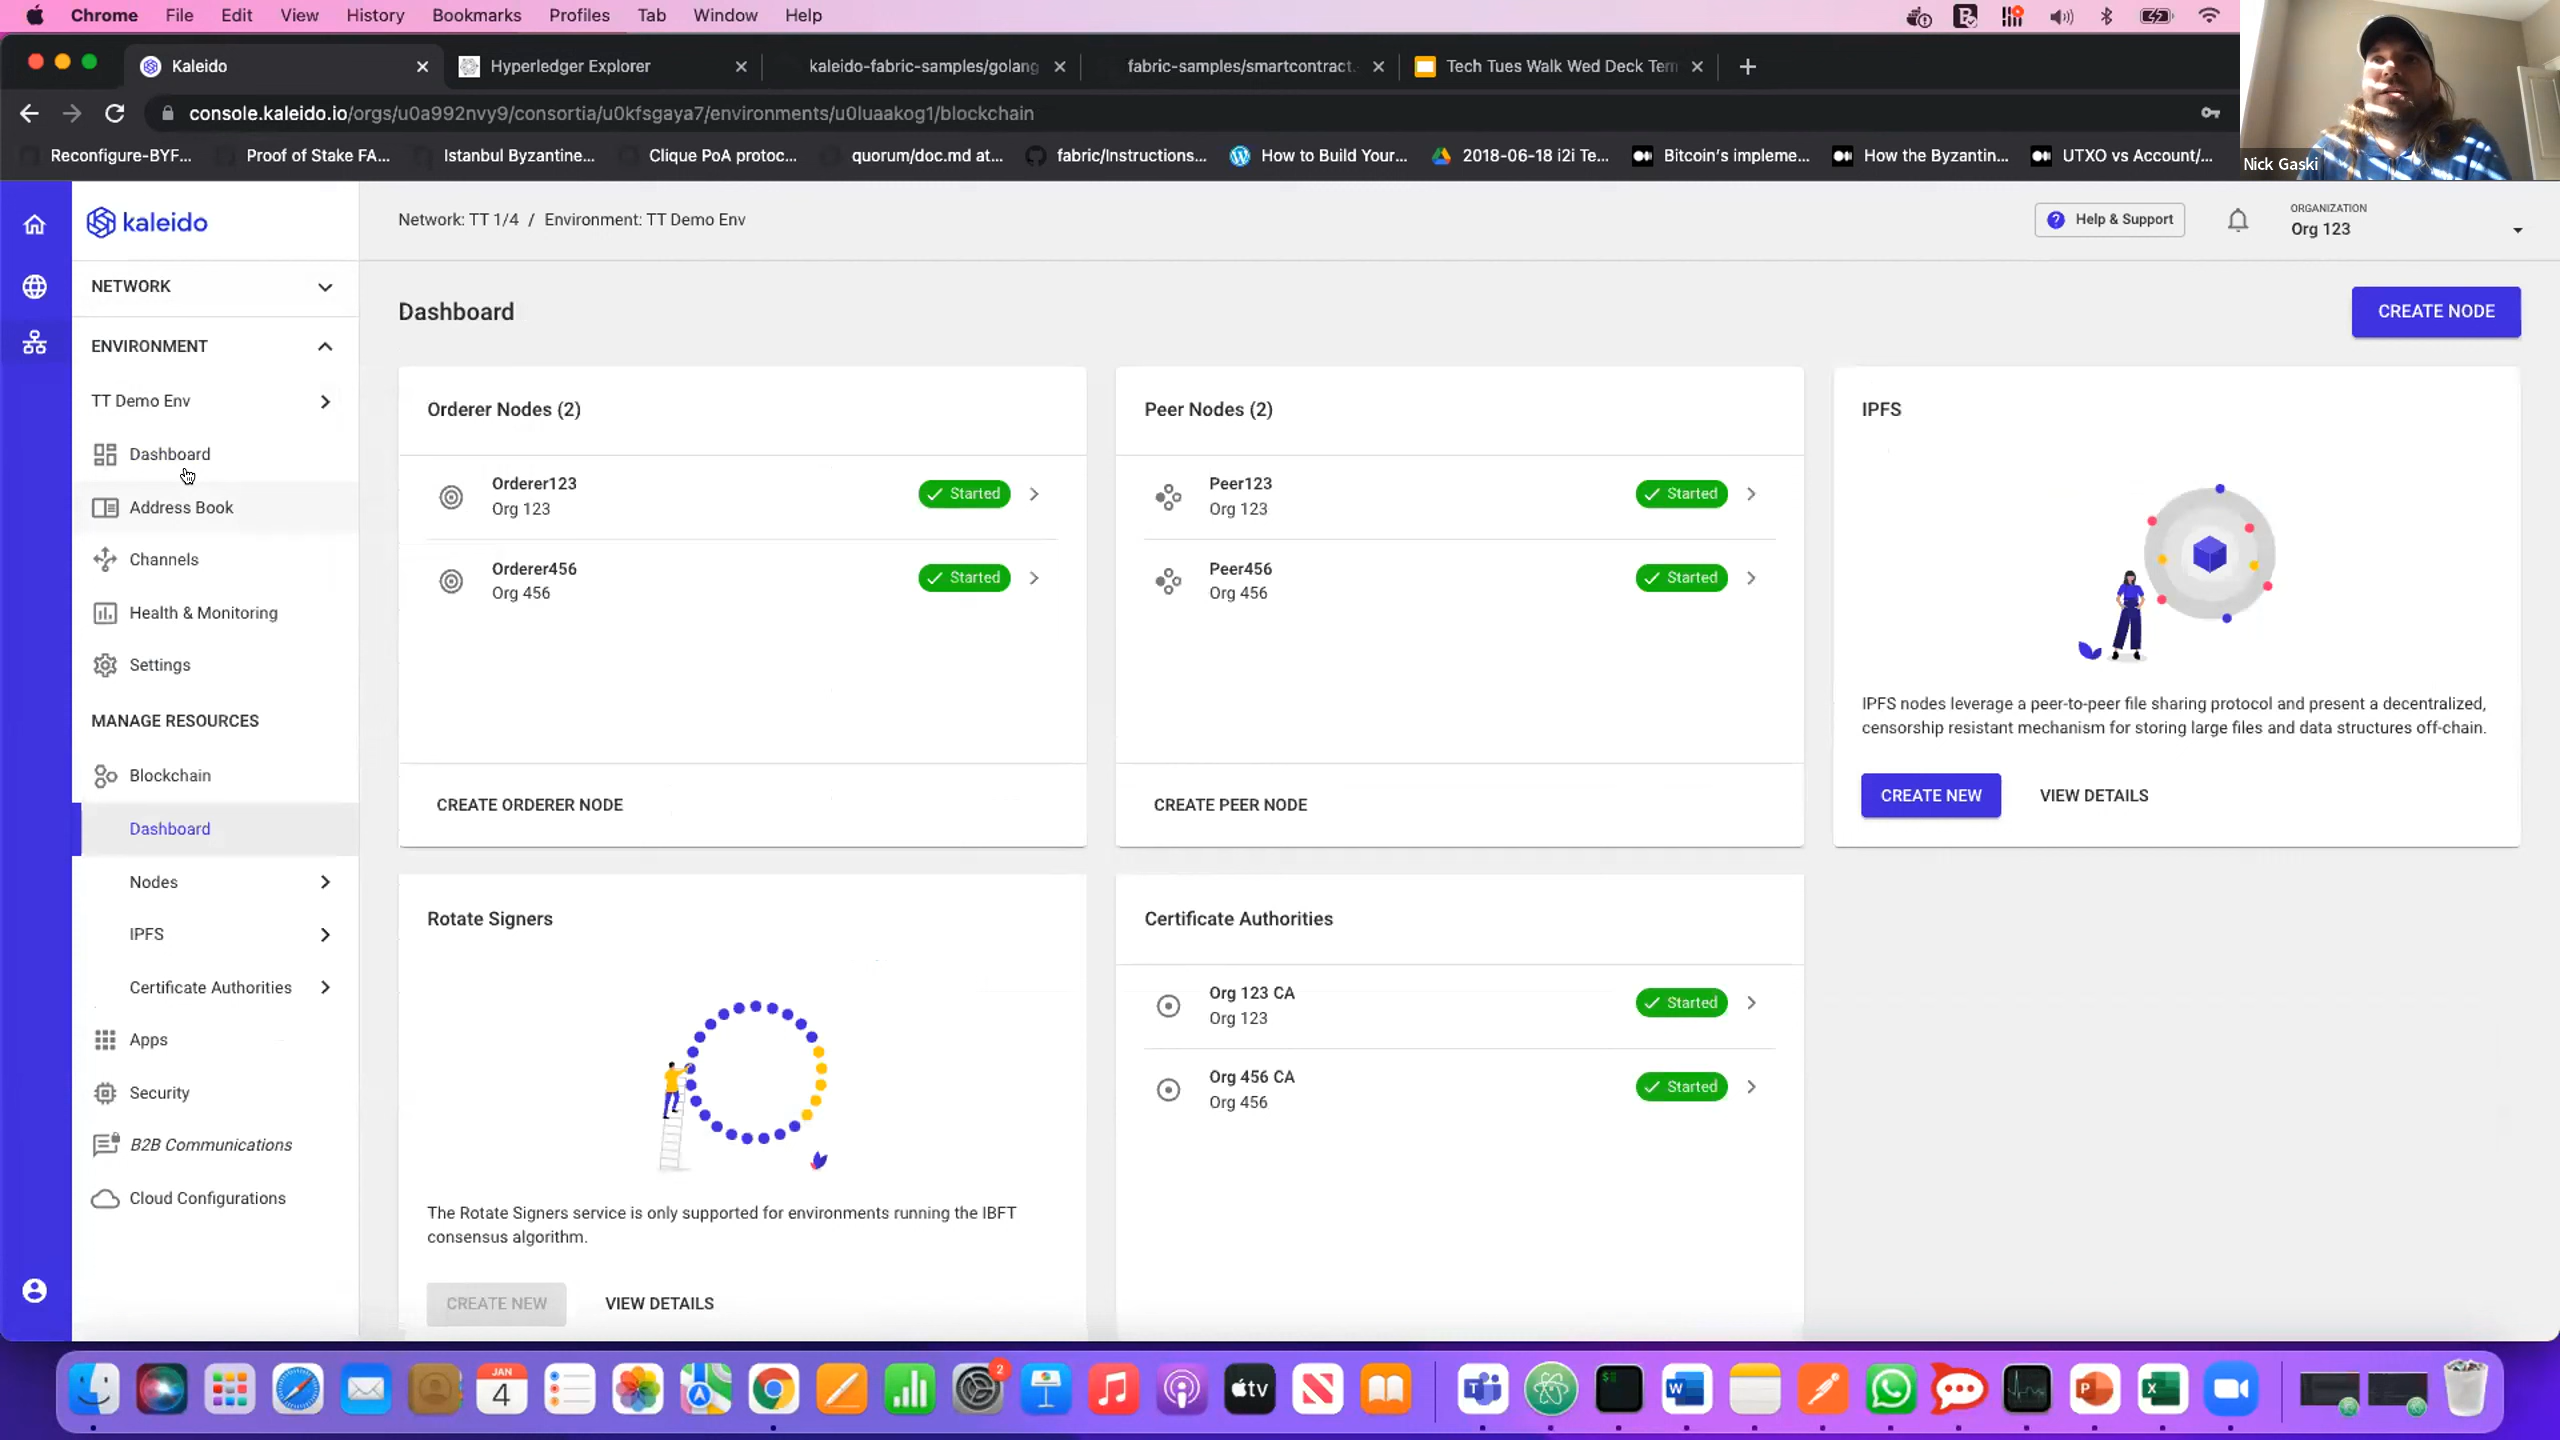 Chrome File Edit View History Bookmarks Profiles Tab Window Help
Kaleido
Hyperledger Explorer
kaleido-fabric-samples/golang
fabric-samples/smartcontract.
Tech Tues Walk Wed Deck Tem
console.kaleido.io/orgs/u0a992nvy9/consortia/u0kfsgaya7/environments/u0luaakog1/blockchain
Reconfigure-BYF...
Proof of Stake FA...
Istanbul Byzantine...
Clique PoA protoc...
quorum/doc.md at...
fabric/Instructions...
How to Build Your...
2018-06-18 i2i Te...
Bitcoin's impleme...
How the Byzantin...
UTXO vs Account/...
Nick Gaski
kaleido
Network: TT 1/4 / Environment: TT Demo Env
Help & Support
ORGANIZATION
Org 123
NETWORK
ENVIRONMENT
TT Demo Env
Dashboard
Address Book
Channels
Health & Monitoring
Settings
MANAGE RESOURCES
Blockchain
Dashboard
Nodes
IPFS
Certificate Authorities
Apps
Security
B2B Communications
Cloud Configurations
Dashboard
CREATE NODE
Orderer Nodes (2)
Orderer123
Org 123
Started
Orderer456
Org 456
Started
CREATE ORDERER NODE
Peer Nodes (2)
Peer123
Org 123
Started
Peer456
Org 456
Started
CREATE PEER NODE
IPFS
IPFS nodes leverage a peer-to-peer file sharing protocol and present a decentralized,
censorship resistant mechanism for storing large files and data structures off-chain.
CREATE NEW
VIEW DETAILS
Rotate Signers
The Rotate Signers service is only supported for environments running the IBFT
consensus algorithm.
CREATE NEW
VIEW DETAILS
Certificate Authorities
Org 123 CA
Org 123
Started
Org 456 CA
Org 456
Started
JAN
4
2
tv